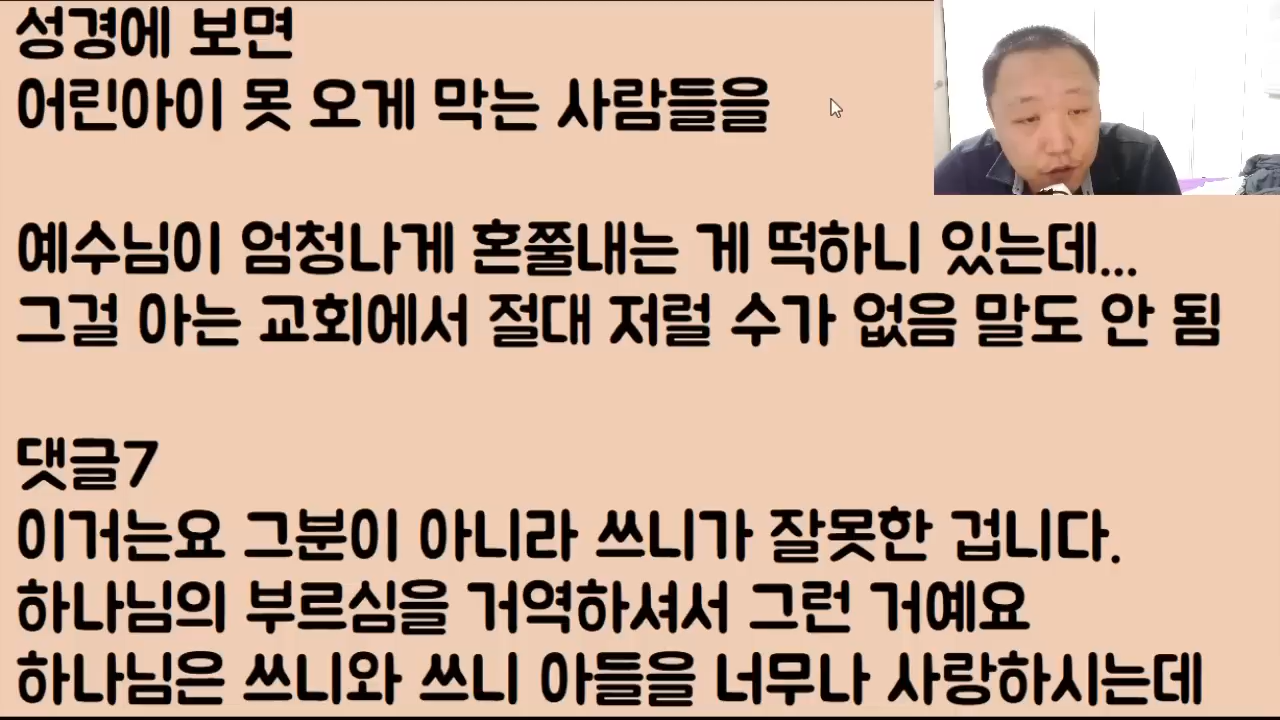 성경에 보면
어린아이 못 오게 막는 사람들을
예수님이 엄청나게 혼쭐내는 게 떡하니 있는데...
그걸 아는 교회에서 절대 저럴 수가 없음 말도 안 됨
댓글7
이거는요 그분이 아니라 쓰니가 잘못한 겁니다.
하나님의 부르심을 거역하셔서 그런 거예요
하나님은 쓰니와 쓰니 아들을 너무나 사랑하시는데